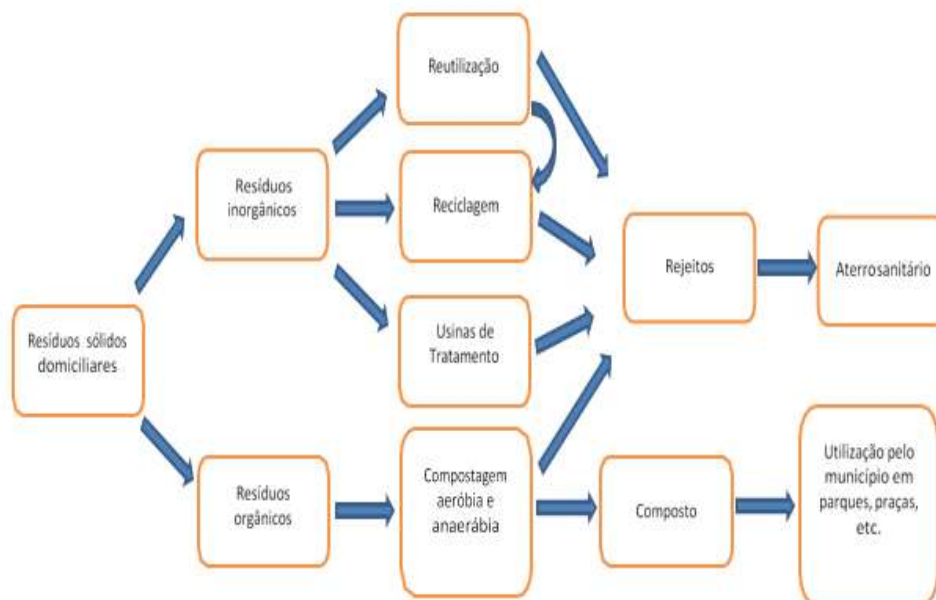 Reutilização
Resíduos
inorgânicos
Reciclagem
Rejeitos
Aterrosanitário
Resíduos sólidos
domiciliares
Usinas de
Tratamento
Resíduos
orgânicos
Compostagem
aeróbia e
anaerábia
Composto
Utilização pelo
município em
parques, praças,
etc.